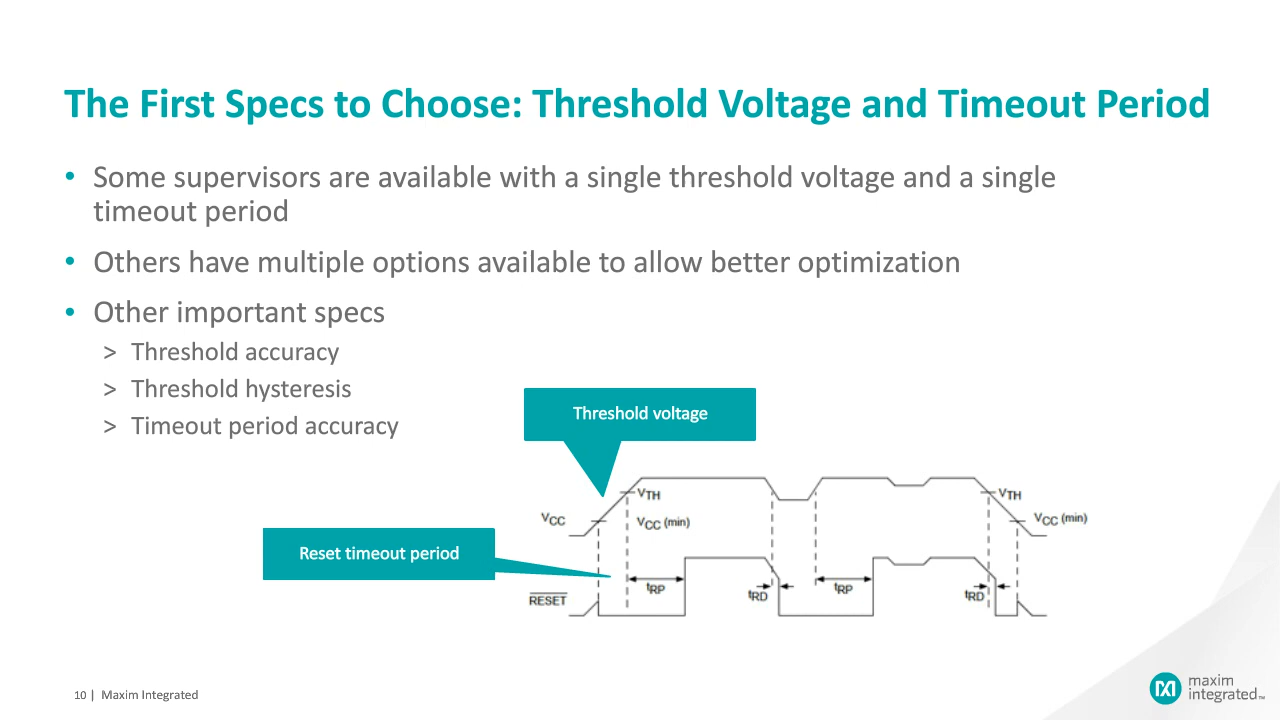 The First Specs to Choose: Threshold Voltage and Timeout Period
• Some supervisors are available with a single threshold voltage and a single
timeout period
• Others have multiple options available to allow better optimization
• Other important specs
> Threshold accuracy
> Threshold hysteresis
> Timeout period accuracy
Threshold voltage
VTH
VTH
VCC
VCC (min)
VCC (min)
Reset timeout period
tRP
tRD
tRP
tRD
RESET
10 | Maxim Integrated
maxim
integrated™